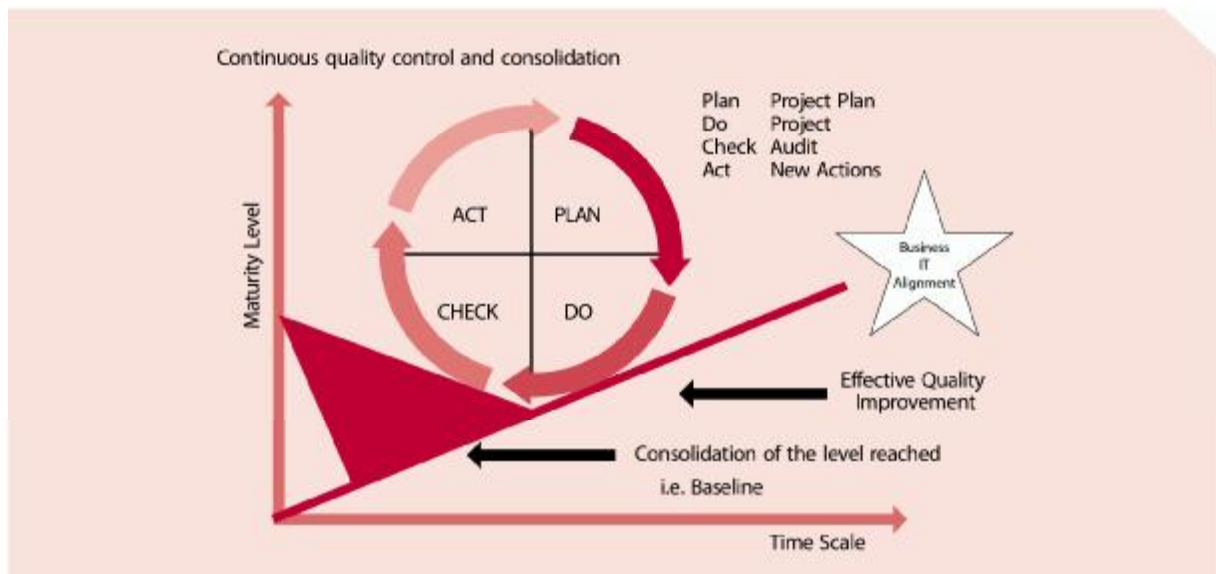 Continuous quality control and consolidation
Plan Project Plan
Do Project
Check Audit
Act New Actions
Maturity Level
ACT
PLAN
CHECK
DO
Business
IT
Alignment
Effective Quality
Improvement
Consolidation of the level reached
i.e. Baseline
Time Scale